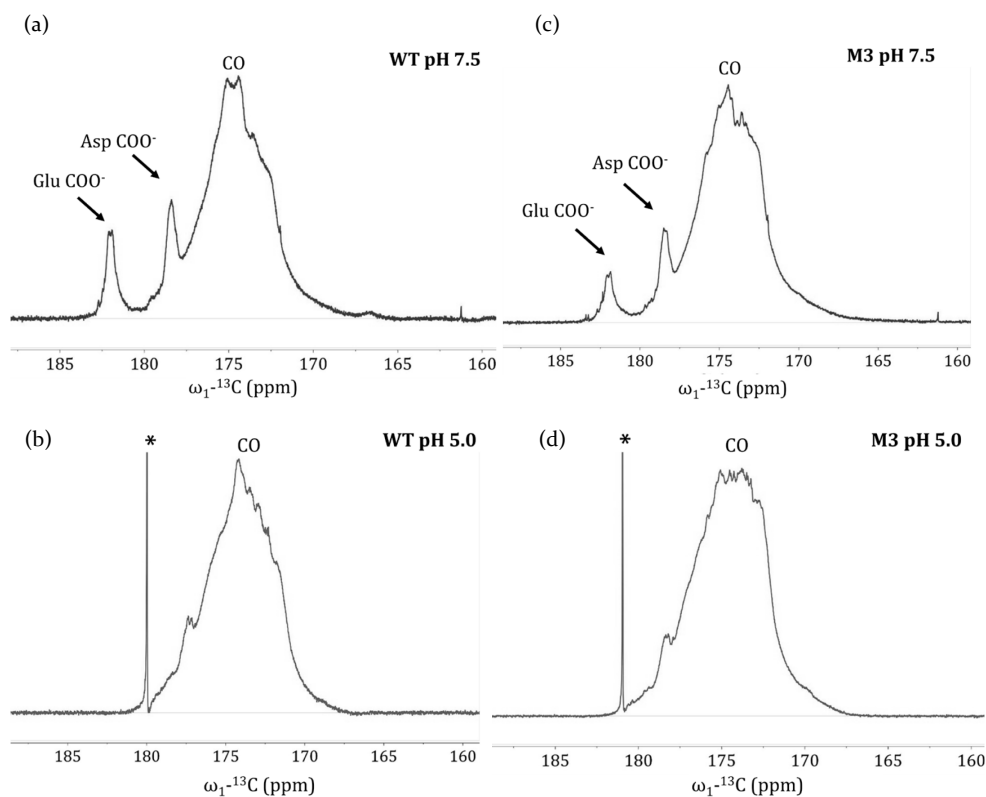 (a)
WT pH 7.5
CO
Asp COO⁻
Glu COO⁻
185 180 175 170 165 160
ω₁-¹³C (ppm)
(c)
M3 pH 7.5
CO
Asp COO⁻
Glu COO⁻
185 180 175 170 165 160
ω₁-¹³C (ppm)
(b)
WT pH 5.0
*
CO
185 180 175 170 165 160
ω₁-¹³C (ppm)
(d)
M3 pH 5.0
*
CO
185 180 175 170 165 160
ω₁-¹³C (ppm)